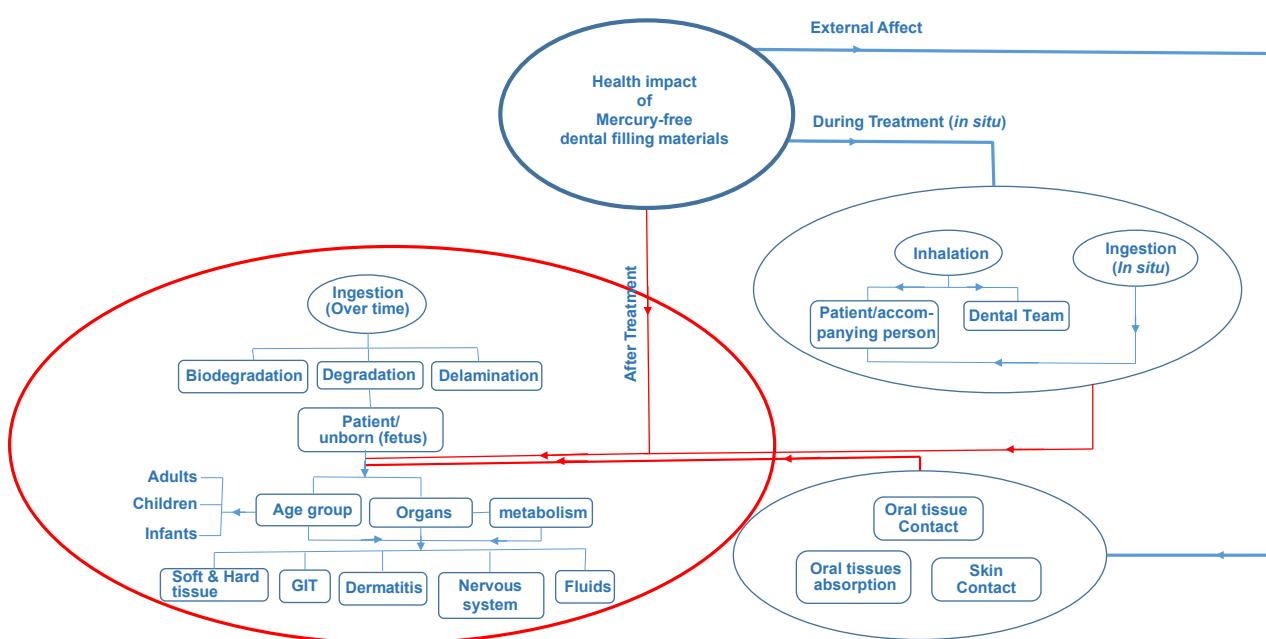 External Affect
Health impact
of
Mercury-free
dental filling materials
During Treatment (in situ)
Inhalation
Ingestion
(In situ)
Patient/accom-
panying person
Dental Team
After Treatment
Ingestion
(Over time)
Biodegradation
Degradation
Delamination
Patient/
unborn (fetus)
Adults
Children
Infants
Age group
Organs
metabolism
Soft & Hard
tissue
GIT
Dermatitis
Nervous
system
Fluids
Oral tissue
Contact
Oral tissues
absorption
Skin
Contact